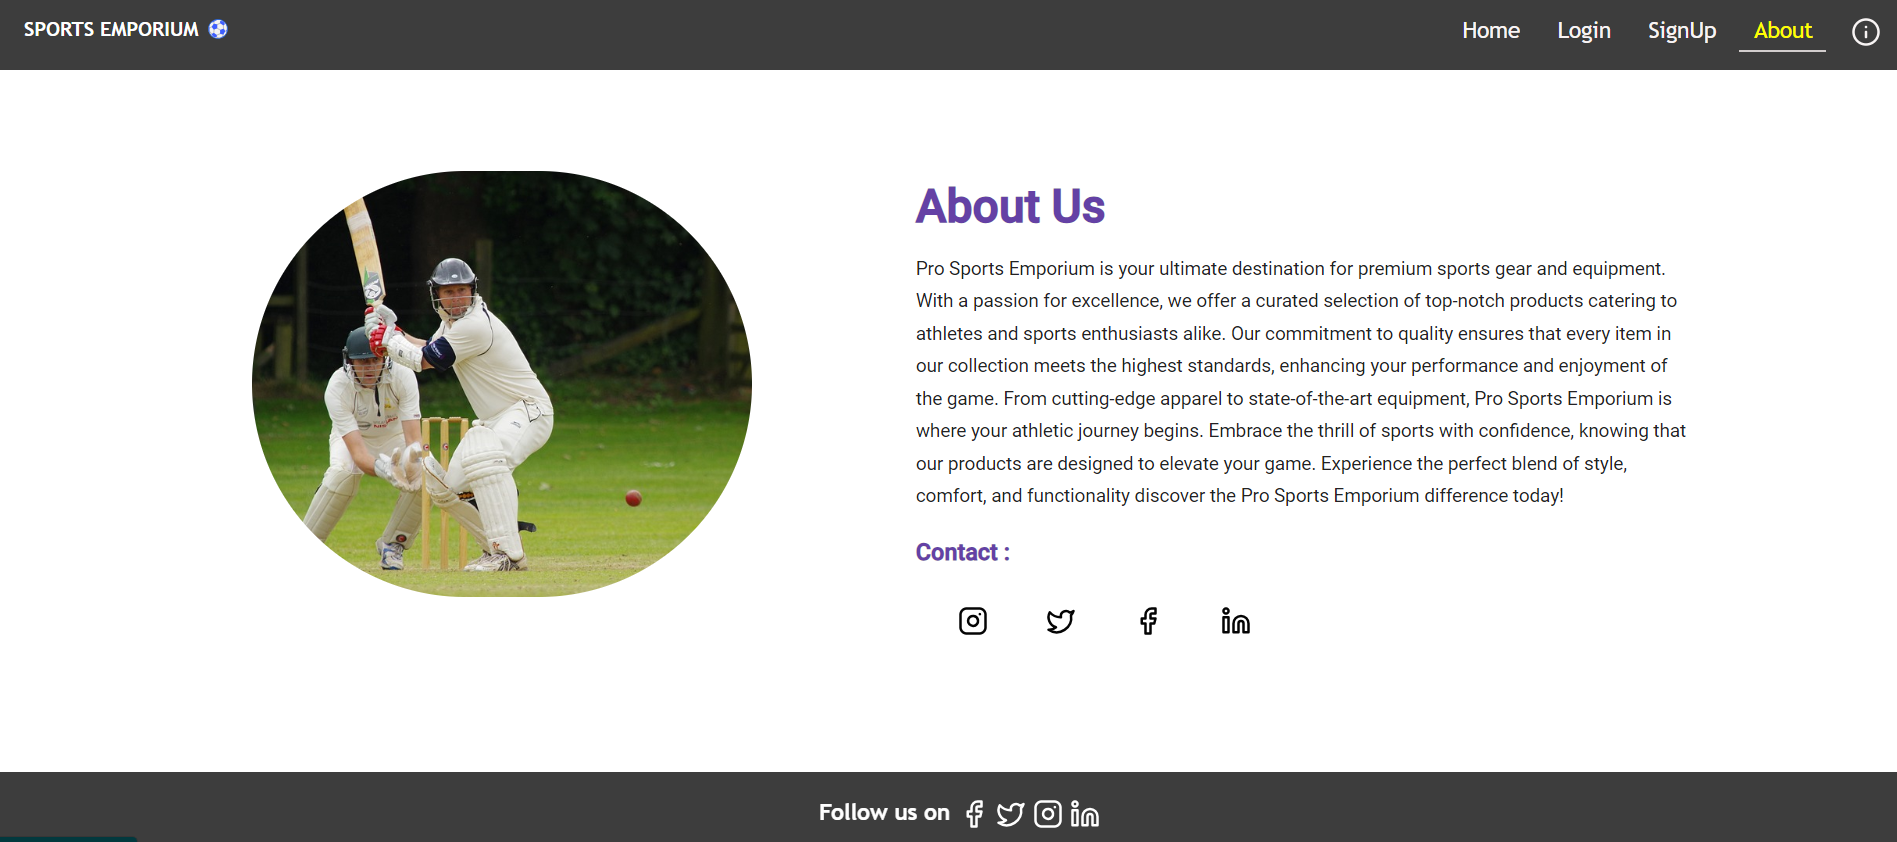 SPORTS EMPORIUM
Home Login SignUp About
About Us
Pro Sports Emporium is your ultimate destination for premium sports gear and equipment.
With a passion for excellence, we offer a curated selection of top-notch products catering to
athletes and sports enthusiasts alike. Our commitment to quality ensures that every item in
our collection meets the highest standards, enhancing your performance and enjoyment of
the game. From cutting-edge apparel to state-of-the-art equipment, Pro Sports Emporium is
where your athletic journey begins. Embrace the thrill of sports with confidence, knowing that
our products are designed to elevate your game. Experience the perfect blend of style,
comfort, and functionality discover the Pro Sports Emporium difference today!
Contact :
Follow us on